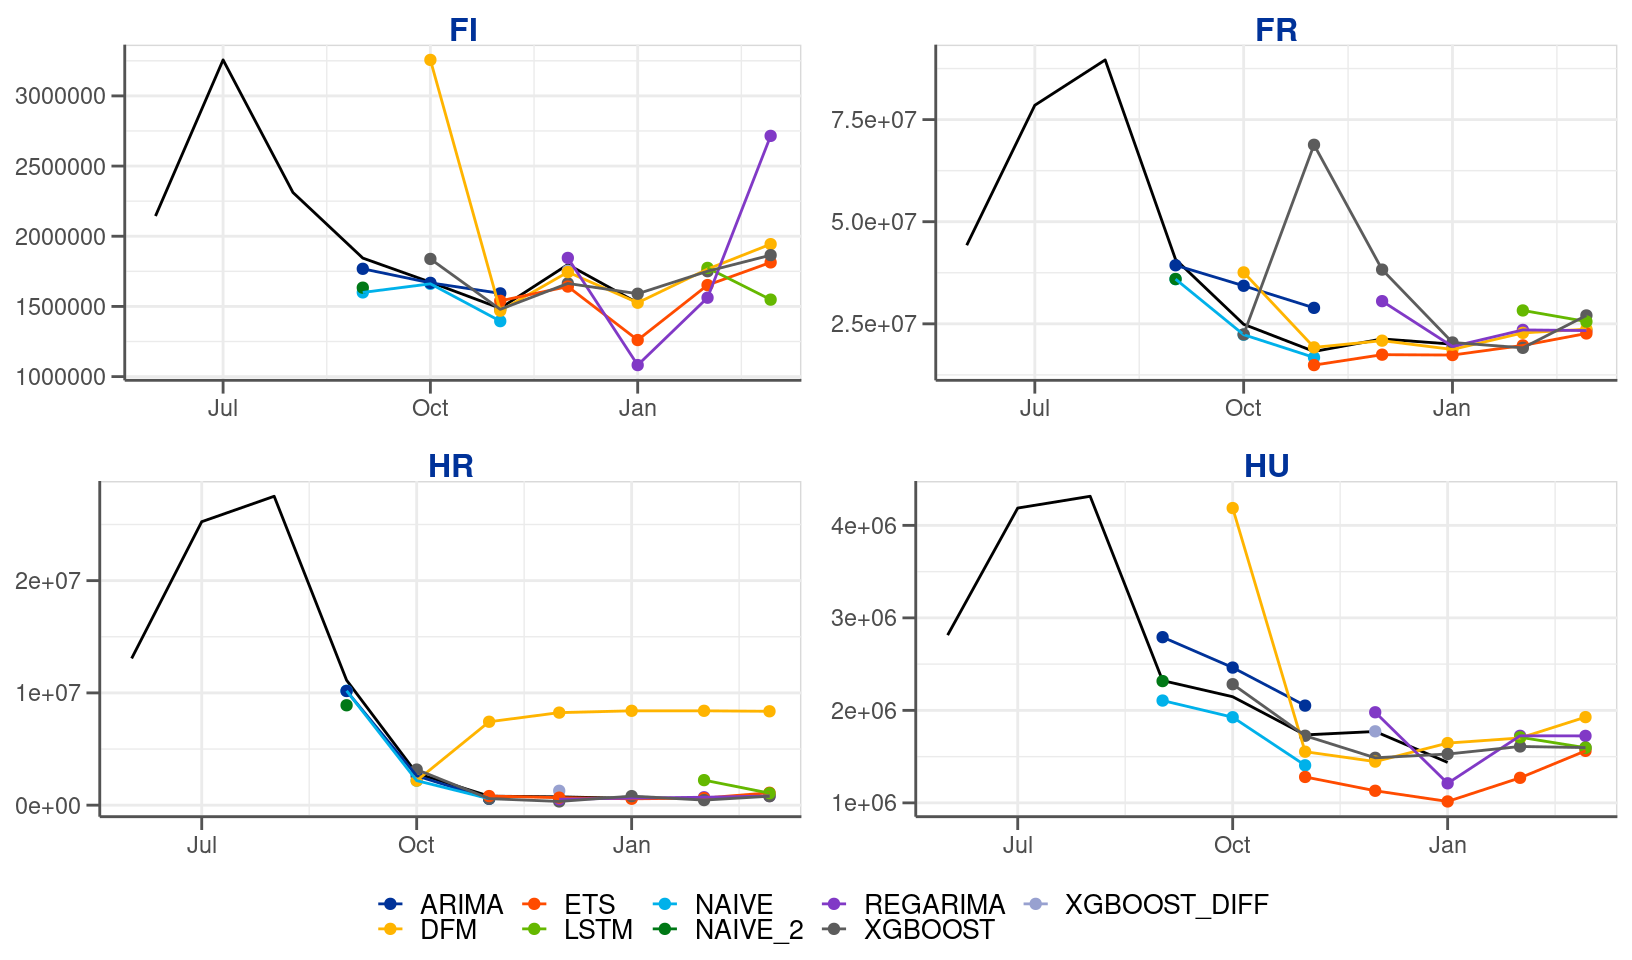 FI
FR
3000000
2500000
2000000
1500000
1000000
Jul
Oct
Jan
7.5e+07
5.0e+07
2.5e+07
Jul
Oct
Jan
HR
HU
2e+07
1e+07
0e+00
Jul
Oct
Jan
4e+06
3e+06
2e+06
1e+06
Jul
Oct
Jan
ARIMA ETS NAIVE REGARIMA XGBOOST_DIFF
DFM LSTM NAIVE_2 XGBOOST